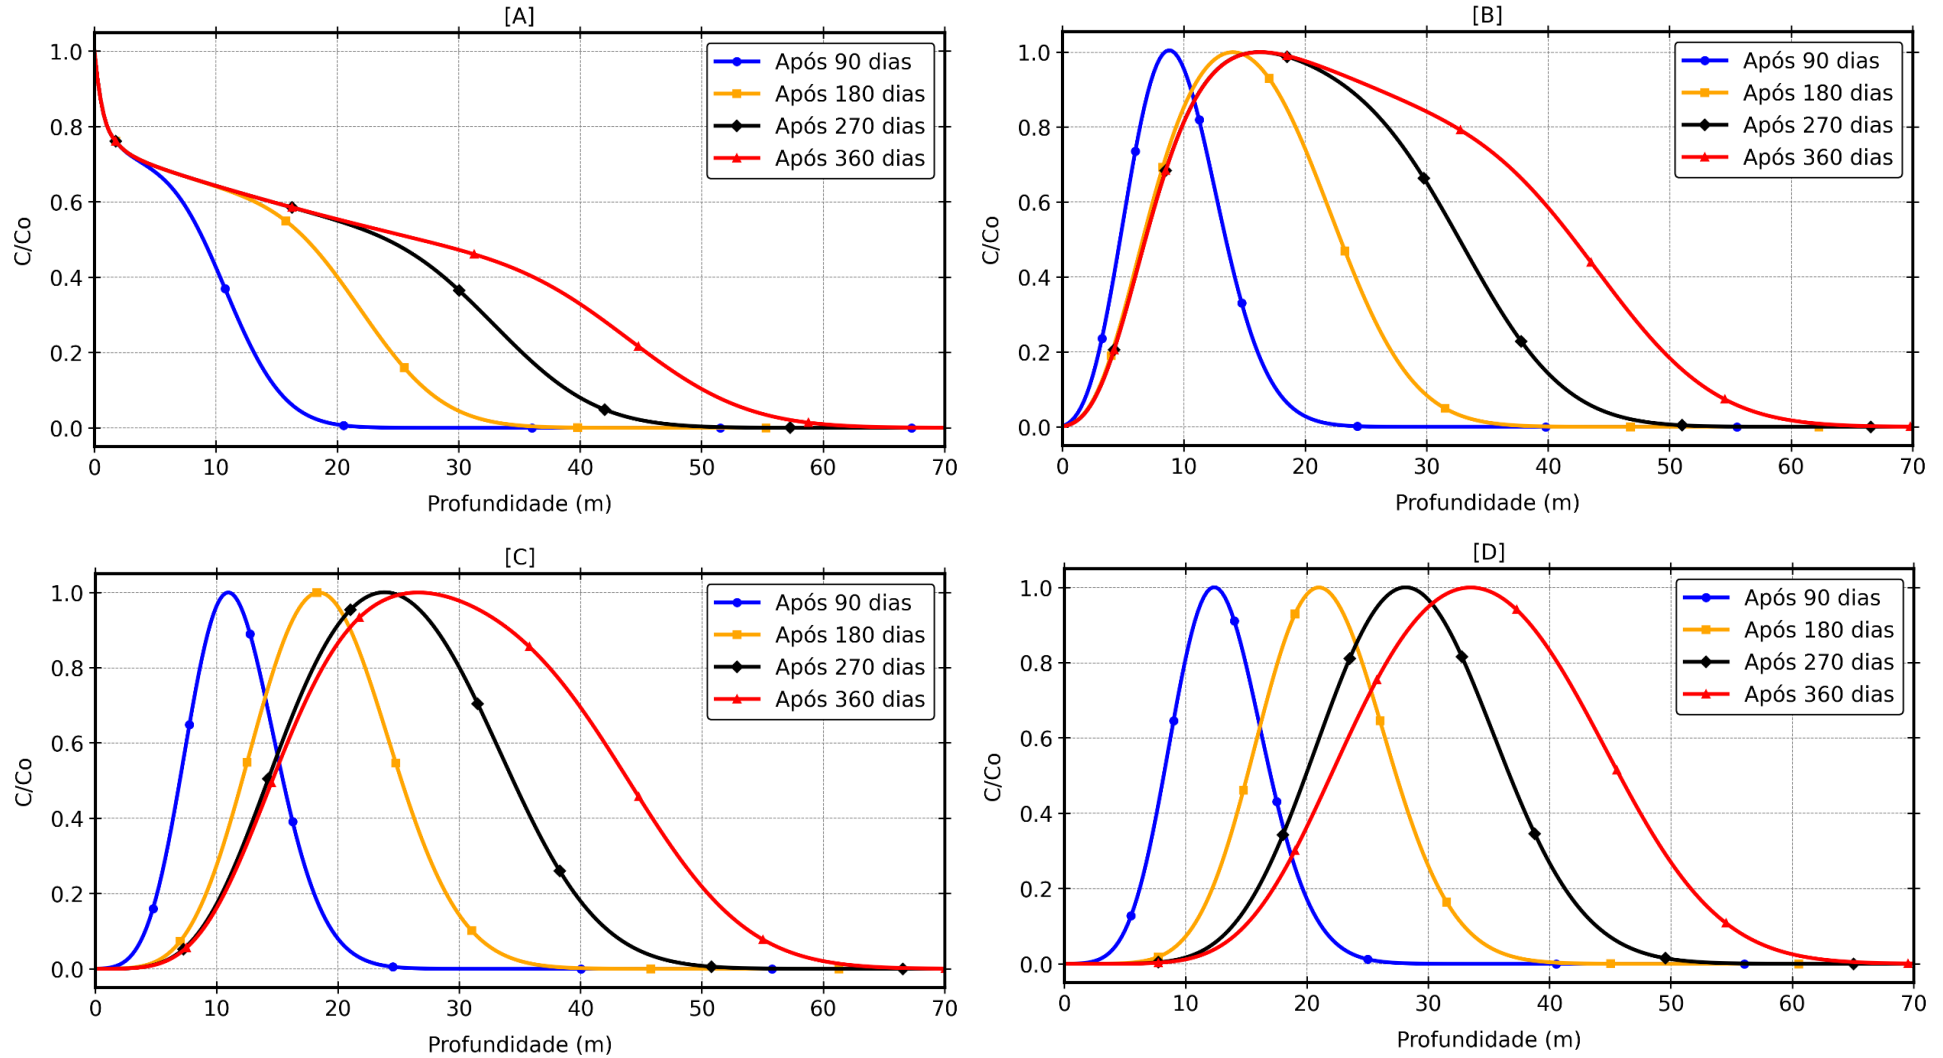 [A]
1.0
0.8
0.6
0.4
0.2
0.0
C/Co
0 10 20 30 40 50 60 70
Profundidade (m)
Após 90 dias
Após 180 dias
Após 270 dias
Após 360 dias
[B]
1.0
0.8
0.6
0.4
0.2
0.0
C/Co
0 10 20 30 40 50 60 70
Profundidade (m)
Após 90 dias
Após 180 dias
Após 270 dias
Após 360 dias
[C]
1.0
0.8
0.6
0.4
0.2
0.0
C/Co
0 10 20 30 40 50 60 70
Profundidade (m)
Após 90 dias
Após 180 dias
Após 270 dias
Após 360 dias
[D]
1.0
0.8
0.6
0.4
0.2
0.0
C/Co
0 10 20 30 40 50 60 70
Profundidade (m)
Após 90 dias
Após 180 dias
Após 270 dias
Após 360 dias